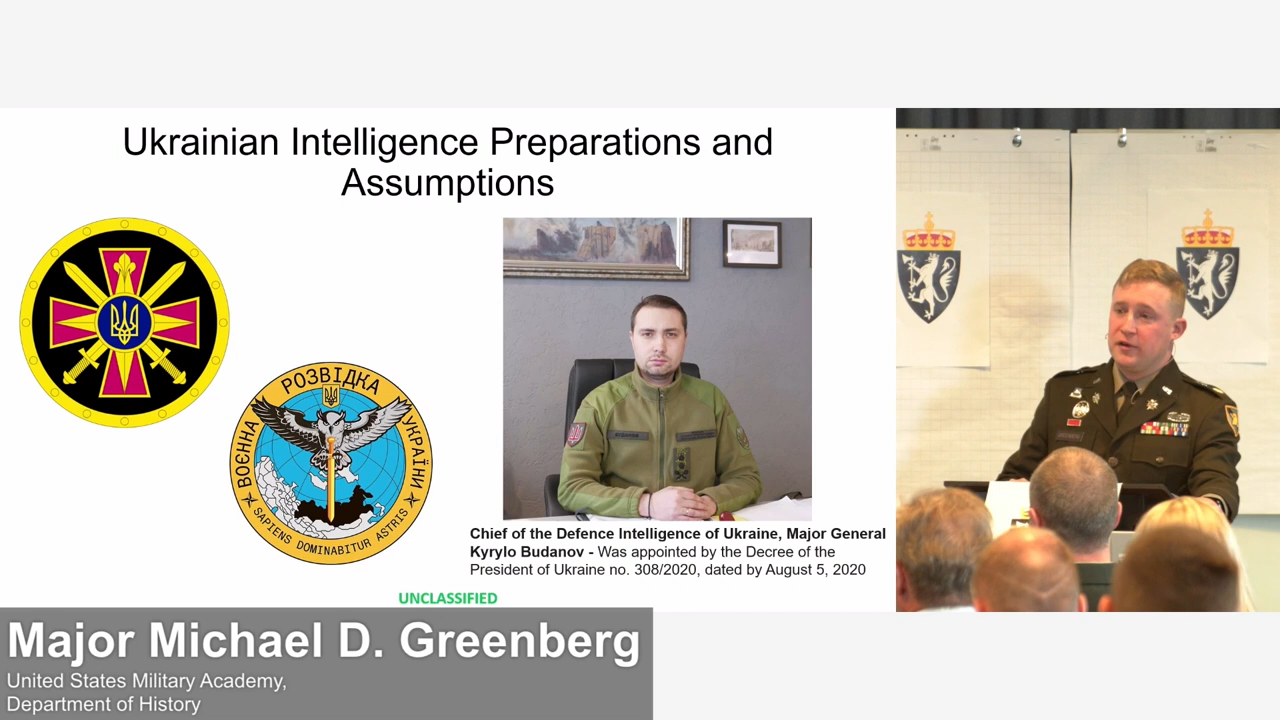 Ukrainian Intelligence Preparations and
Assumptions
РОЗВІДКА
ВОЄННА
УКРАЇНИ
SAPIENS DOMINABITUR ASTRIS
Chief of the Defence Intelligence of Ukraine, Major General
Kyrylo Budanov - Was appointed by the Decree of the
President of Ukraine no. 308/2020, dated by August 5, 2020
UNCLASSIFIED
Major Michael D. Greenberg
United States Military Academy,
Department of History